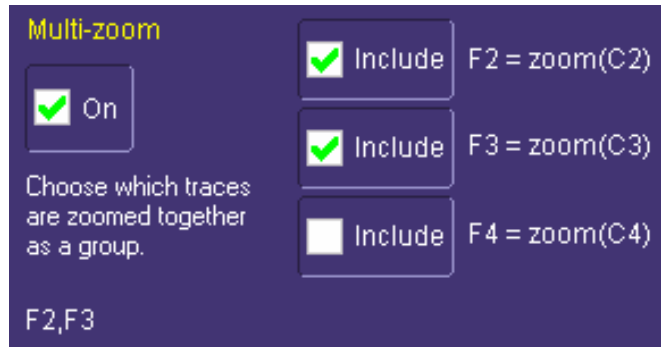 Multi-zoom
On
Choose which traces
are zoomed together
as a group.
F2,F3
Include F2 = zoom(C2)
Include F3 = zoom(C3)
Include F4 = zoom(C4)